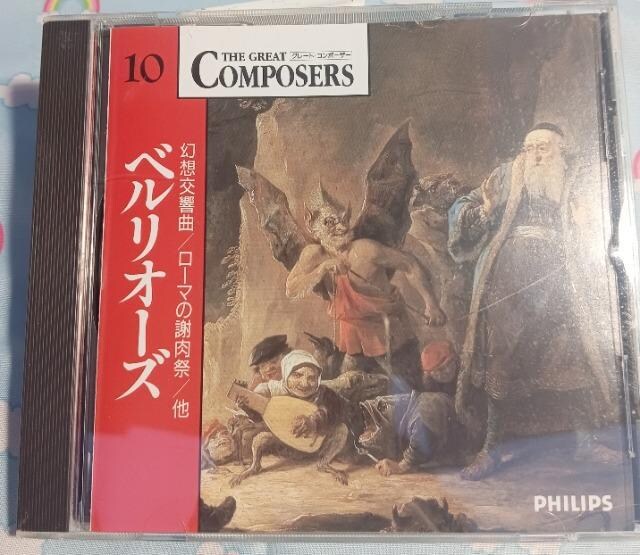 10
THE GREAT グレート・コンポーザー
COMPOSERS
幻想交響曲／ローマの謝肉祭／他
ベルリオーズ
PHILIPS